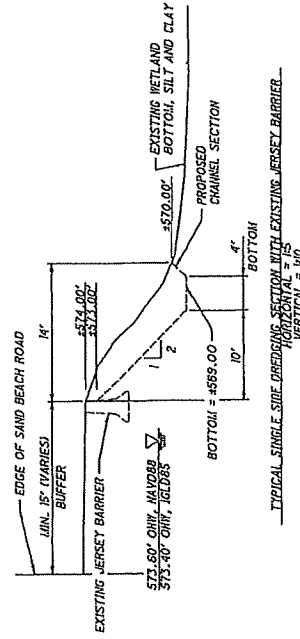 EDGE OF SAND BEACH ROAD
MIN. 15' (VARIES)
BUFFER
14'
±574.00'
±573.00'
±570.00'
EXISTING WETLAND
BOTTOM, SILT AND CLAY
PROPOSED
CHANNEL SECTION
1
2
4'
BOTTOM
10'
BOTTOM = ±569.00
EXISTING JERSEY BARRIER
573.60' OHW, NAVD88
573.40' OHW, IGLD85
TYPICAL SINGLE SIDE DREDGING SECTION WITH EXISTING JERSEY BARRIER
HORIZONTAL = 1:5
VERTICAL = 1:10